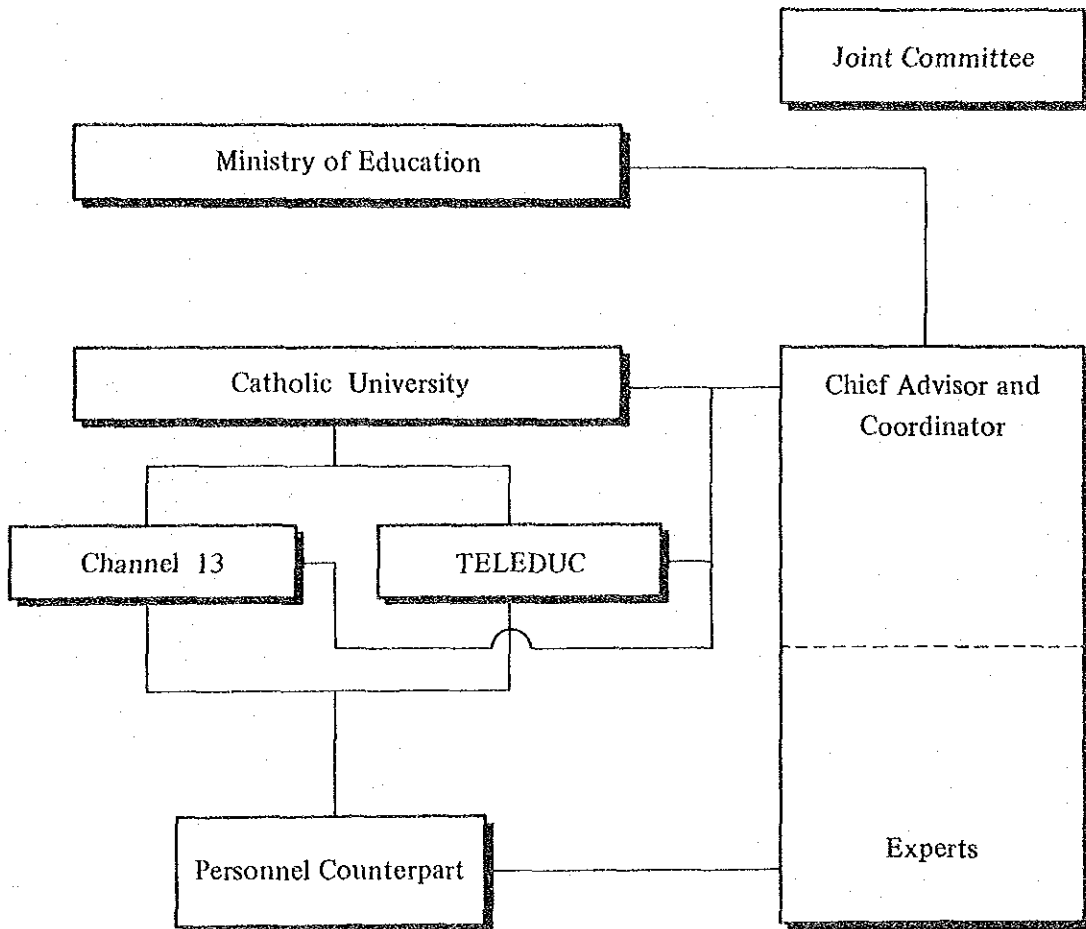 Joint Committee
Ministry of Education
Catholic University
Chief Advisor and
Coordinator
Channel 13
TELEDUC
Personnel Counterpart
Experts